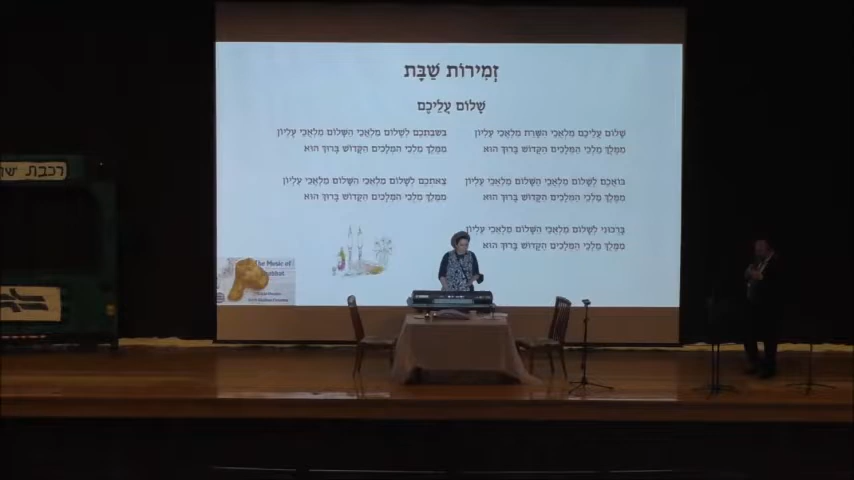 זְמִירוֹת שַׁבָּת
שָׁלוֹם עֲלֵיכֶם
שָׁלוֹם עֲלֵיכֶם מַלְאֲכֵי הַשָּׁרֵת מַלְאֲכֵי עֶלְיוֹן
מִמֶּלֶךְ מַלְכֵי הַמְּלָכִים הַקָּדוֹשׁ בָּרוּךְ הוּא
בּוֹאֲכֶם לְשָׁלוֹם מַלְאֲכֵי הַשָּׁלוֹם מַלְאֲכֵי עֶלְיוֹן
מִמֶּלֶךְ מַלְכֵי הַמְּלָכִים הַקָּדוֹשׁ בָּרוּךְ הוּא
בָּרְכוּנִי לְשָׁלוֹם מַלְאֲכֵי הַשָּׁלוֹם מַלְאֲכֵי עֶלְיוֹן
מִמֶּלֶךְ מַלְכֵי הַמְּלָכִים הַקָּדוֹשׁ בָּרוּךְ הוּא
בְּשִׁבְתְּכֶם לְשָׁלוֹם מַלְאֲכֵי הַשָּׁלוֹם מַלְאֲכֵי עֶלְיוֹן
מִמֶּלֶךְ מַלְכֵי הַמְּלָכִים הַקָּדוֹשׁ בָּרוּךְ הוּא
צֵאתְכֶם לְשָׁלוֹם מַלְאֲכֵי הַשָּׁלוֹם מַלְאֲכֵי עֶלְיוֹן
מִמֶּלֶךְ מַלְכֵי הַמְּלָכִים הַקָּדוֹשׁ בָּרוּךְ הוּא
The Music of
רכבת